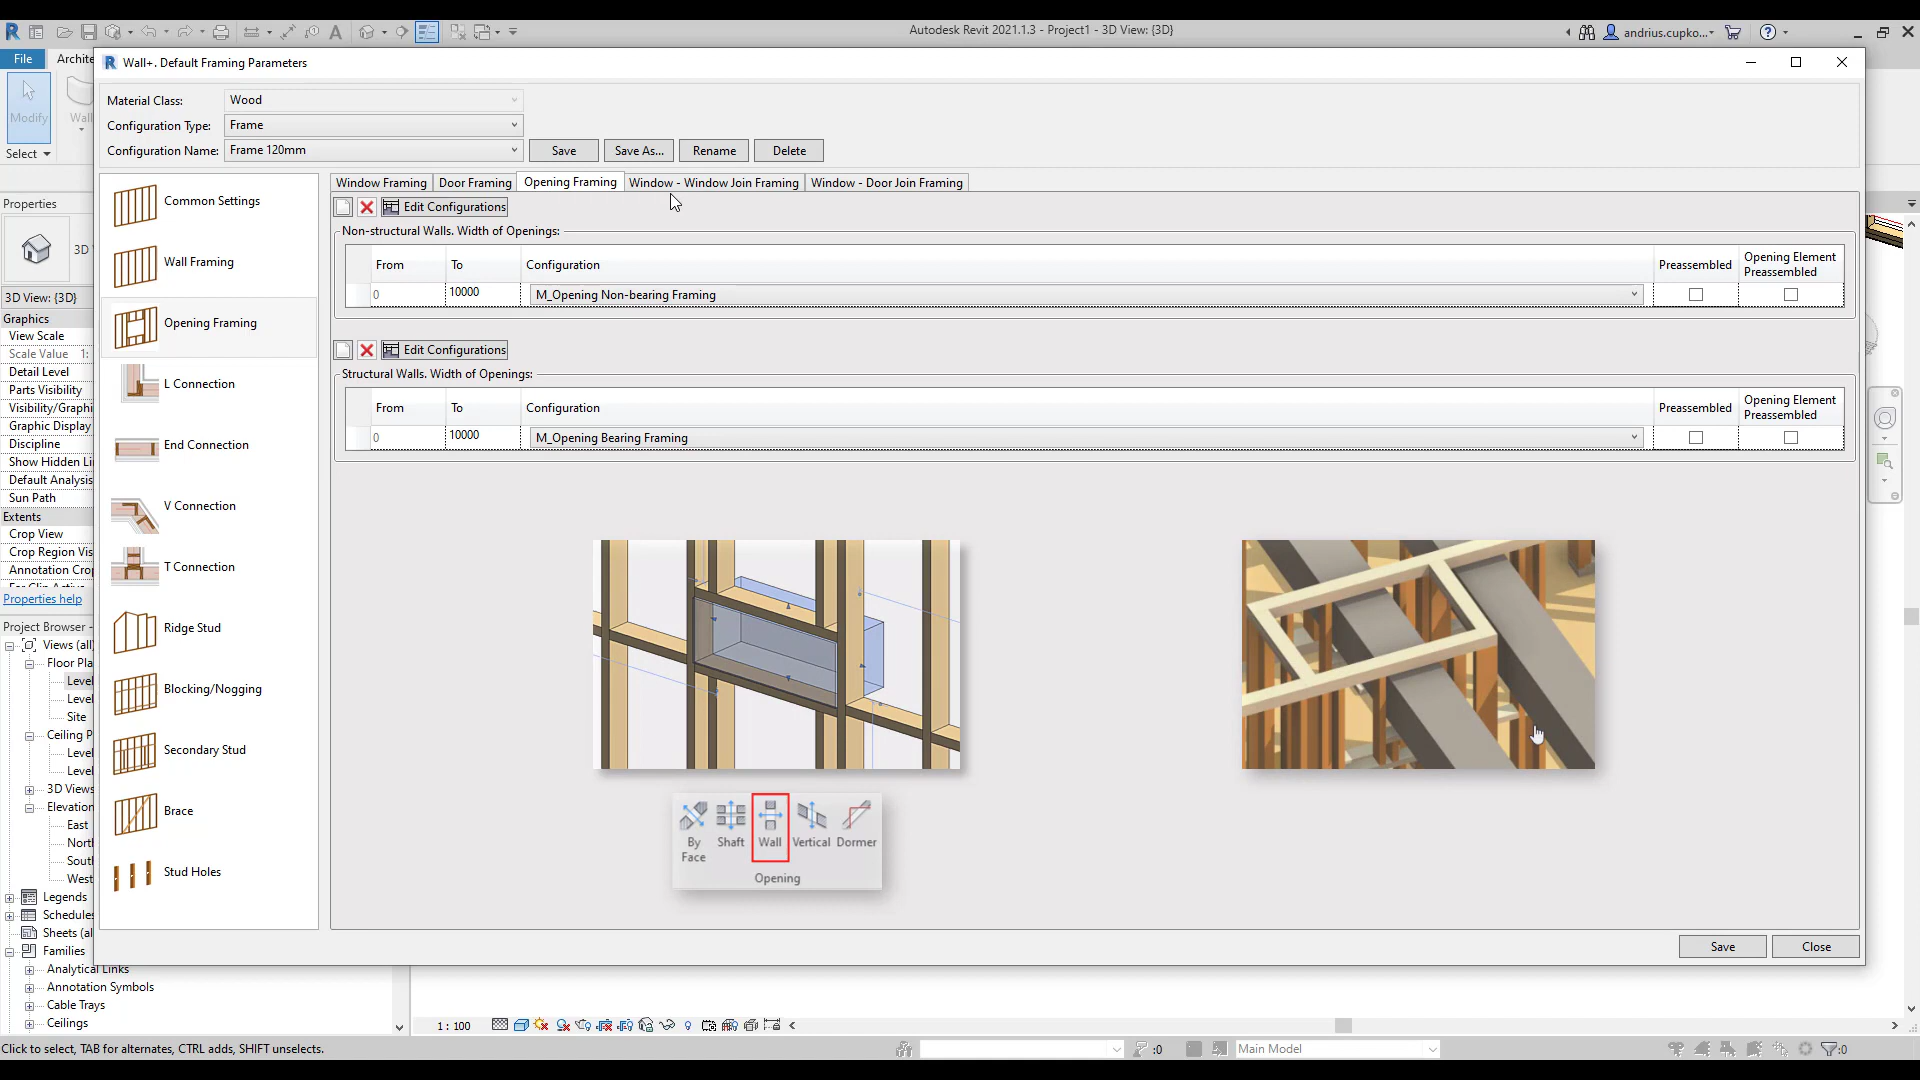 Autodesk Revit 2021.1.3 - Project1 - 3D View: {3D}
andrius.cupko...
File
Archite
Modify
Wall
Select
Wall+. Default Framing Parameters
Material Class:
Wood
Configuration Type:
Frame
Configuration Name:
Frame 120mm
Save
Save As...
Rename
Delete
Properties
3D
3D View: {3D}
Graphics
View Scale
Scale Value 1:
Detail Level
Parts Visibility
Visibility/Graphi
Graphic Display
Discipline
Show Hidden Li
Default Analysis
Sun Path
Extents
Crop View
Crop Region Vis
Annotation Crop
Properties help
Project Browser -
Views (all)
Floor Pla
Level
Level
Site
Ceiling P
Level
Level
3D Views
Elevation
East
North
South
West
Legends
Schedules
Sheets (al
Families
Analytical Links
Annotation Symbols
Cable Trays
Ceilings
Common Settings
Wall Framing
Opening Framing
L Connection
End Connection
V Connection
T Connection
Ridge Stud
Blocking/Nogging
Secondary Stud
Brace
Stud Holes
Window Framing
Door Framing
Opening Framing
Window - Window Join Framing
Window - Door Join Framing
Edit Configurations
Non-structural Walls. Width of Openings:
From
To
Configuration
Preassembled
Opening Element
Preassembled
0
10000
M_Opening Non-bearing Framing
Edit Configurations
Structural Walls. Width of Openings:
From
To
Configuration
Preassembled
Opening Element
Preassembled
0
10000
M_Opening Bearing Framing
By
Face
Shaft
Wall
Vertical
Dormer
Opening
Save
Close
1 : 100
Click to select, TAB for alternates, CTRL adds, SHIFT unselects.
:0
Main Model
:0